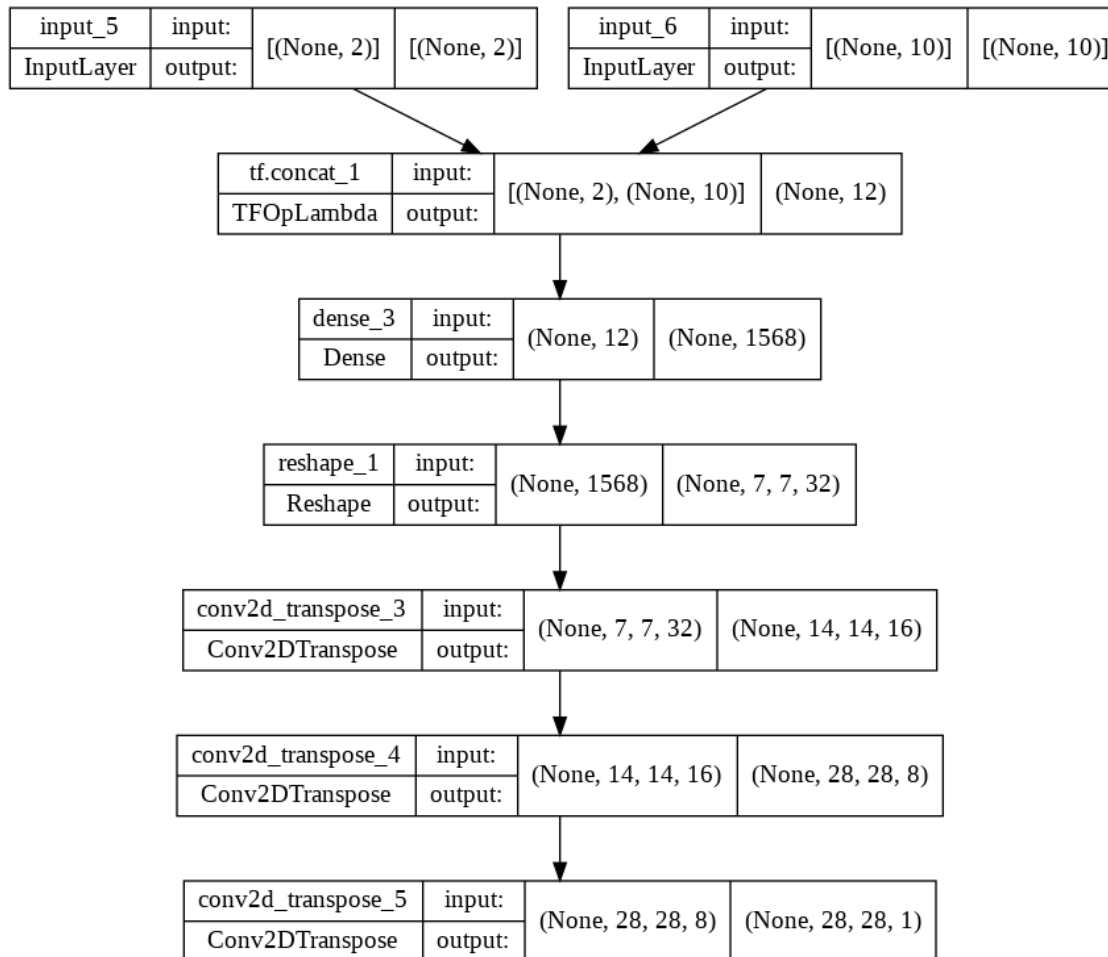 input_5 input: [(None, 2)] [(None, 2)]
InputLayer output:
input_6 input: [(None, 10)] [(None, 10)]
InputLayer output:
tf.concat_1 input: [(None, 2), (None, 10)] (None, 12)
TFOpLambda output:
dense_3 input: (None, 12) (None, 1568)
Dense output:
reshape_1 input: (None, 1568) (None, 7, 7, 32)
Reshape output:
conv2d_transpose_3 input: (None, 7, 7, 32) (None, 14, 14, 16)
Conv2DTranspose output:
conv2d_transpose_4 input: (None, 14, 14, 16) (None, 28, 28, 8)
Conv2DTranspose output:
conv2d_transpose_5 input: (None, 28, 28, 8) (None, 28, 28, 1)
Conv2DTranspose output: